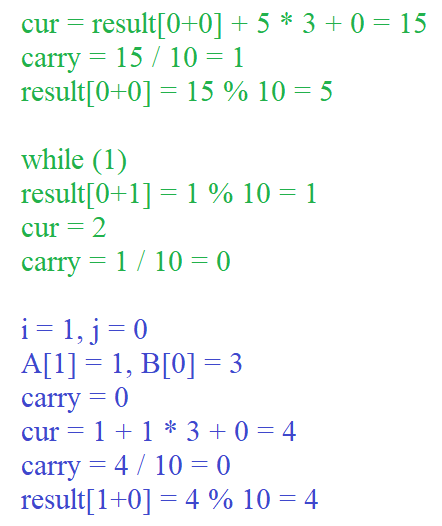 cur = result[0+0] + 5 * 3 + 0 = 15
carry = 15 / 10 = 1
result[0+0] = 15 % 10 = 5
while (1)
result[0+1] = 1 % 10 = 1
cur = 2
carry = 1 / 10 = 0
i = 1, j = 0
A[1] = 1, B[0] = 3
carry = 0
cur = 1 + 1 * 3 + 0 = 4
carry = 4 / 10 = 0
result[1+0] = 4 % 10 = 4